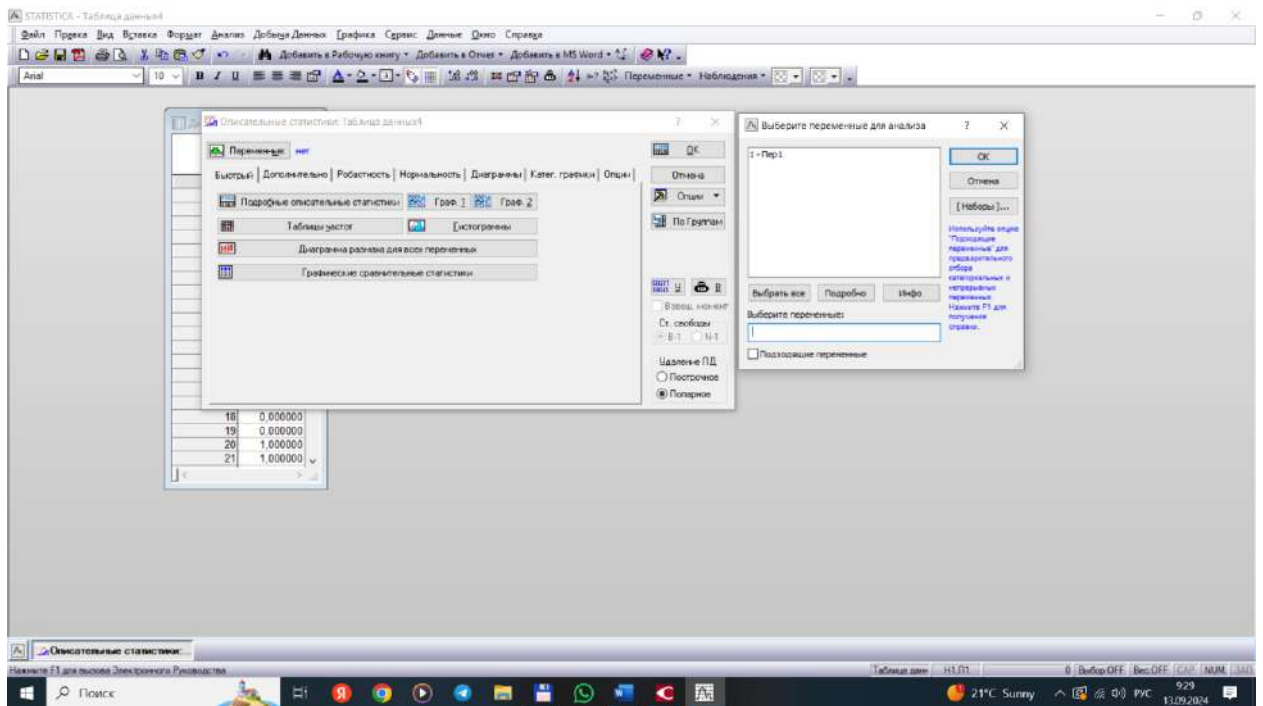 STATISTICA - Таблица данных4
Файл Правка Вид Вставка Формат Анализ Добыча Данных Графика Сервис Данные Окно Справка
Добавить в Рабочую книгу Добавить в Отчет Добавить в MS Word
Arial 10 Ж Переменные Наблюдения
Описательные статистики: Таблица данных4
Переменные: нет
Быстрый Дополнительно Робастность Нормальность Диаграммы Катег. графики Опции
Подробные описательные статистики Граф. 1 Граф. 2
Таблицы частот Гистограммы
Диаграмма размаха для всех переменных
Графические сравнительные статистики
OK
Отмена
Опции
По Группам
Взвеш. момент
Ст. свободы
В-1 N-1
Удаление ПД
Построчное
Попарное
Выберите переменные для анализа
1 - Пер1
OK
Отмена
[Наборы]...
Используйте опцию
"Подходящие
переменные" для
предварительного
отбора
категориальных и
непрерывных
переменных.
Нажмите F1 для
получения
справки.
Выбрать все Подробно Инфо
Выберите переменные:
Подходящие переменные
18 0,000000
19 0,000000
20 1,000000
21 1,000000
Описательные статистики:
Нажмите F1 для вызова Электронного Руководства
Таблица данн Н1,П1 0 Выбор:OFF Вес:OFF CAP NUM ЗАП
Поиск
21°C Sunny РУС 9:29
13.09.2024